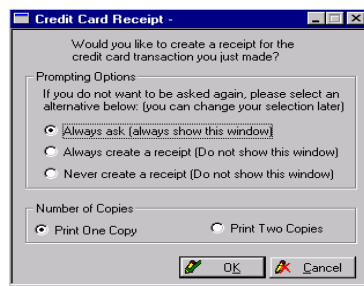 Credit Card Receipt -
Would you like to create a receipt for the
credit card transaction you just made?
Prompting Options
If you do not want to be asked again, please select an
alternative below: (you can change your selection later)
Always ask (always show this window)
Always create a receipt (Do not show this window)
Never create a receipt (Do not show this window)
Number of Copies
Print One Copy Print Two Copies
OK Cancel